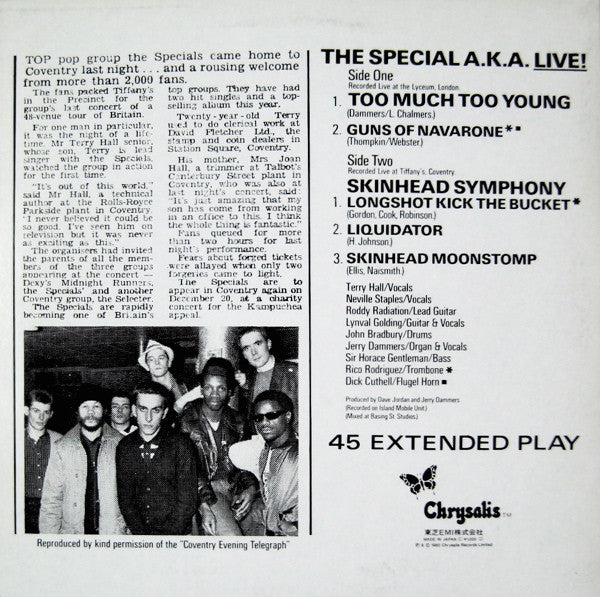 TOP pop group the Specials came home to
Coventry last night . . . and a rousing welcome
from more than 2,000 fans.
The fans packed Tiffany's
in the Precinct for the
group's last concert of a
48-venue tour of Britain.
For one man in particular,
it was the night of a life-
time. Mr Terry Hall senior,
whose son, Terry is lead
singer with the Specials,
watched the group in action
for the first time.
"It's out of this world,"
said Mr Hall, a technical
author at the Rolls-Royce
Parkside plant in Coventry.
"I never believed it could be
so good. I've seen him on
television but it was never
as exciting as this."
The organisers had invited
the parents of all the mem-
bers of the three groups
appearing at the concert —
Dexy's Midnight Runners,
the Specials' and another
Coventry group, the Selecter.
The Specials are rapidly
becoming one of Britain's
top groups. They have had
two hit singles and a top-
selling album this year.
Twenty-year-old Terry
used to do clerical work at
David Fletcher Ltd., the
stamp and coin dealers in
Station Square, Coventry.
His mother, Mrs Joan
Hall, a trimmer at Talbot's
Canterbury Street plant in
Coventry, who was also at
last night's concert, said:
"It's just amazing that my
son has come from working
in an office to this. I think
the whole thing is fantastic."
Fans queued for more
than two hours for last
night's performance.
Fears about forged tickets
were allayed when only two
forgeries came to light.
The Specials are to
appear in Coventry again on
December 20, at a charity
concert for the Kampuchea
appeal.
Reproduced by kind permission of the "Coventry Evening Telegraph"
THE SPECIAL A.K.A. LIVE!
Side One
Recorded Live at the Lyceum, London.
1. TOO MUCH TOO YOUNG
(Dammers/L. Chalmers.)
2. GUNS OF NAVARONE*▪
(Thompkin/Webster.)
Side Two
Recorded Live at Tiffany's, Coventry.
SKINHEAD SYMPHONY
1. LONGSHOT KICK THE BUCKET*
(Gordon, Cook, Robinson.)
2. LIQUIDATOR
(H. Johnson.)
3. SKINHEAD MOONSTOMP
(Ellis, Naismith.)
Terry Hall/Vocals
Neville Staples/Vocals
Roddy Radiation/Lead Guitar
Lynval Golding/Guitar & Vocals
John Bradbury/Drums
Jerry Dammers/Organ & Vocals
Sir Horace Gentleman/Bass
Rico Rodriguez/Trombone *
Dick Cuthell/Flugel Horn ▪
Produced by Dave Jordan and Jerry Dammers
(Recorded on Island Mobile Unit.)
(Mixed at Basing St. Studios.)
45 EXTENDED PLAY
Chrysalis TM
東芝EMI株式会社
MADE IN JAPAN
1980 Chrysalis Records Limited